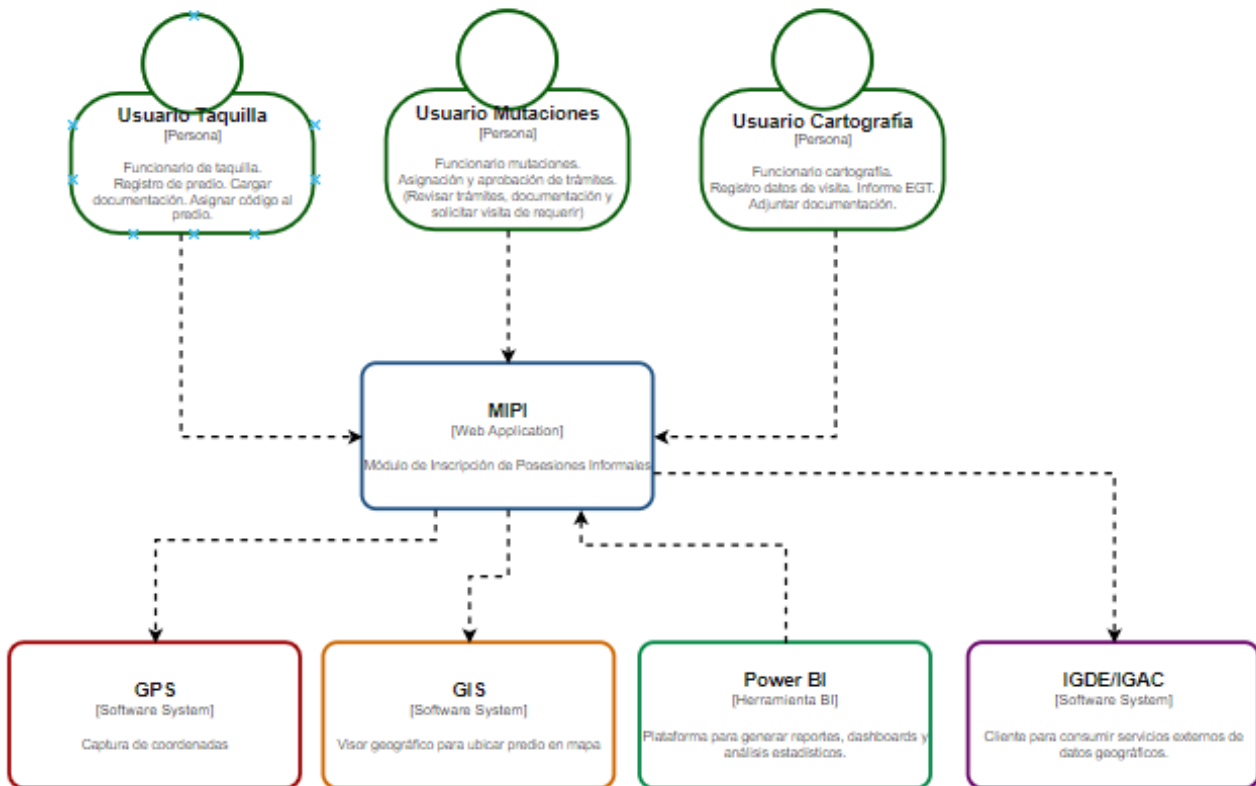 Usuario Taquilla
[Persona]
Funcionario de taquilla.
Registro de predio. Cargar
documentación. Asignar código al
predio.
Usuario Mutaciones
[Persona]
Funcionario mutaciones.
Asignación y aprobación de trámites.
(Revisar trámites, documentación y
solicitar visita de requerir)
Usuario Cartografía
[Persona]
Funcionario cartografía.
Registro datos de visita. Informe EGT.
Adjuntar documentación.
MIPI
[Web Application]
Módulo de Inscripción de Posesiones Informales
GPS
[Software System]
Captura de coordenadas
GIS
[Software System]
Visor geográfico para ubicar predio en mapa
Power BI
[Herramienta BI]
Plataforma para generar reportes, dashboards y
análisis estadísticos.
IGDE/IGAC
[Software System]
Cliente para consumir servicios externos de
datos geográficos.